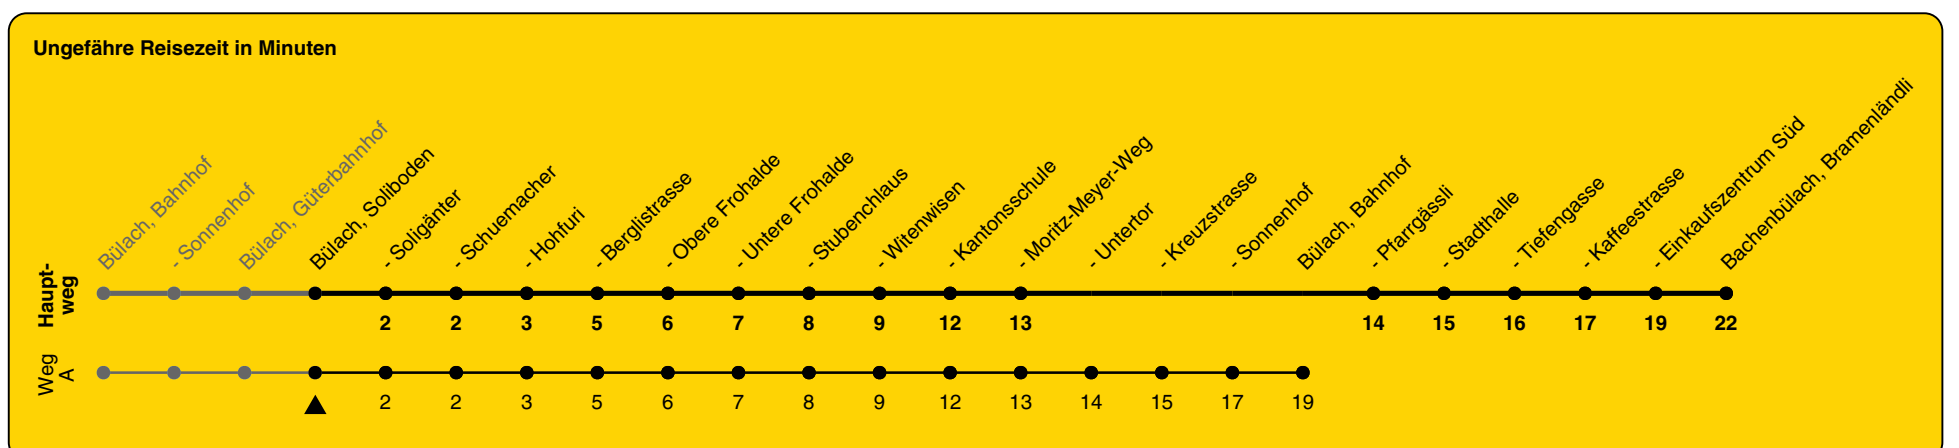 Ungefähre Reisezeit in Minuten
Bülach, Bahnhof
- Sonnenhof
Bülach, Güterbahnhof
Bülach, Soliboden
- Soligänter
- Schuemacher
- Hohfuri
- Berglistrasse
- Obere Frohalde
- Untere Frohalde
- Stubenchlaus
- Witenwisen
- Kantonsschule
- Moritz-Meyer-Weg
- Untertor
- Kreuzstrasse
- Sonnenhof
Bülach, Bahnhof
- Pfarrgässli
- Stadthalle
- Tiefengasse
- Kaffeestrasse
- Einkaufszentrum Süd
Bachenbülach, Bramenländli
Haupt-
weg
2 2 3 5 6 7 8 9 12 13 14 15 16 17 19 22
Weg
A
2 2 3 5 6 7 8 9 12 13 14 15 17 19